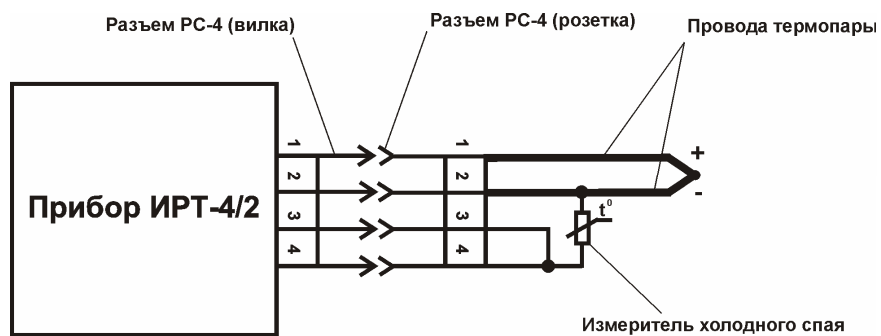 Разъем РС-4 (вилка)
Разъем РС-4 (розетка)
Провода термопары
Прибор ИРТ-4/2
1
2
3
4
1
2
3
4
+
-
t⁰
Измеритель холодного спая